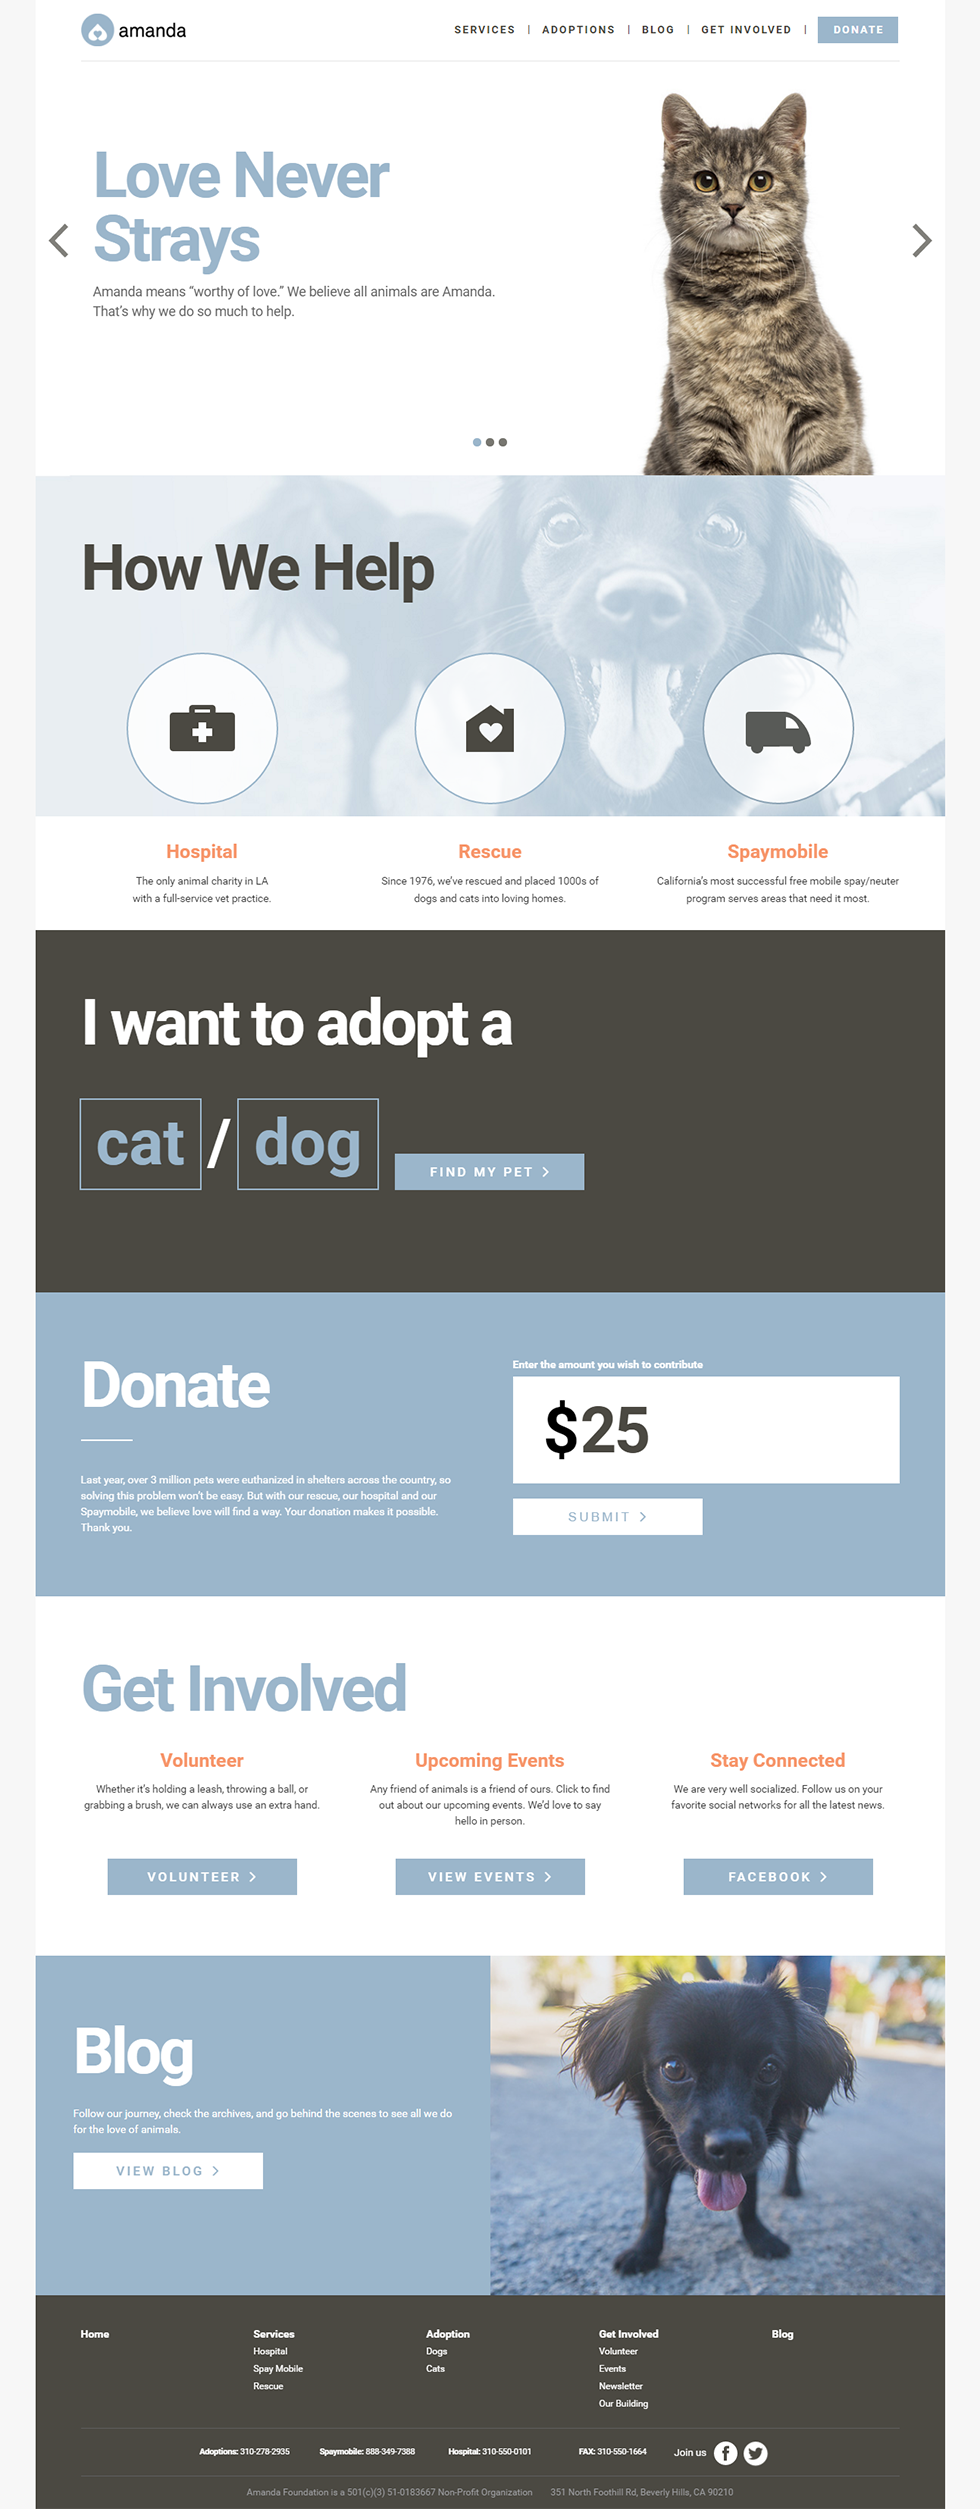 amanda
SERVICES | ADOPTIONS | BLOG | GET INVOLVED | DONATE
Love Never
Strays
Amanda means “worthy of love.” We believe all animals are Amanda.
That’s why we do so much to help.
How We Help
Hospital
The only animal charity in LA
with a full-service vet practice.
Rescue
Since 1976, we’ve rescued and placed 1000s of
dogs and cats into loving homes.
Spaymobile
California’s most successful free mobile spay/neuter
program serves areas that need it most.
I want to adopt a
cat / dog
FIND MY PET
Donate
Last year, over 3 million pets were euthanized in shelters across the country, so
solving this problem won’t be easy. But with our rescue, our hospital and our
Spaymobile, we believe love will find a way. Your donation makes it possible.
Thank you.
Enter the amount you wish to contribute
$25
SUBMIT
Get Involved
Volunteer
Whether it’s holding a leash, throwing a ball, or
grabbing a brush, we can always use an extra hand.
VOLUNTEER
Upcoming Events
Any friend of animals is a friend of ours. Click to find
out about our upcoming events. We’d love to say
hello in person.
VIEW EVENTS
Stay Connected
We are very well socialized. Follow us on your
favorite social networks for all the latest news.
FACEBOOK
Blog
Follow our journey, check the archives, and go behind the scenes to see all we do
for the love of animals.
VIEW BLOG
Home
Services
Hospital
Spay Mobile
Rescue
Adoption
Dogs
Cats
Get Involved
Volunteer
Events
Newsletter
Our Building
Blog
Adoptions: 310-278-2935 Spaymobile: 888-349-7388 Hospital: 310-550-0101 FAX: 310-550-1664 Join us
Amanda Foundation is a 501(c)(3) 51-0183667 Non-Profit Organization 351 North Foothill Rd, Beverly Hills, CA 90210